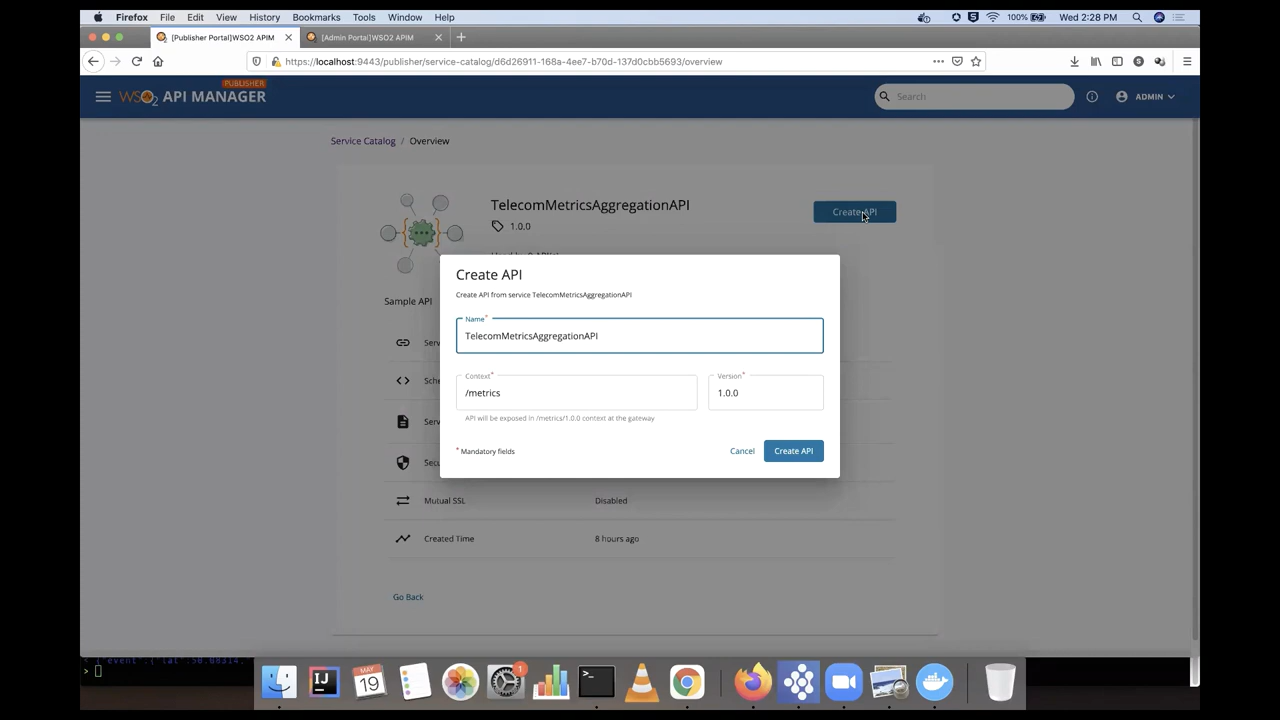 Firefox File Edit View History Bookmarks Tools Window Help 100% Wed 2:28 PM
[Publisher Portal]WSO2 APIM [Admin Portal]WSO2 APIM
https://localhost:9443/publisher/service-catalog/d6d26911-168a-4ee7-b70d-137d0cbb5693/overview
PUBLISHER
WSO2 API MANAGER Search ADMIN
Service Catalog / Overview
TelecomMetricsAggregationAPI Create API
1.0.0
Create API
Create API from service TelecomMetricsAggregationAPI
Sample API
Name*
TelecomMetricsAggregationAPI
Serv
Context* Version*
Sche
/metrics 1.0.0
API will be exposed in /metrics/1.0.0 context at the gateway
Serv
* Mandatory fields Cancel Create API
Secu
Mutual SSL Disabled
Created Time 8 hours ago
Go Back
MAY
19
1